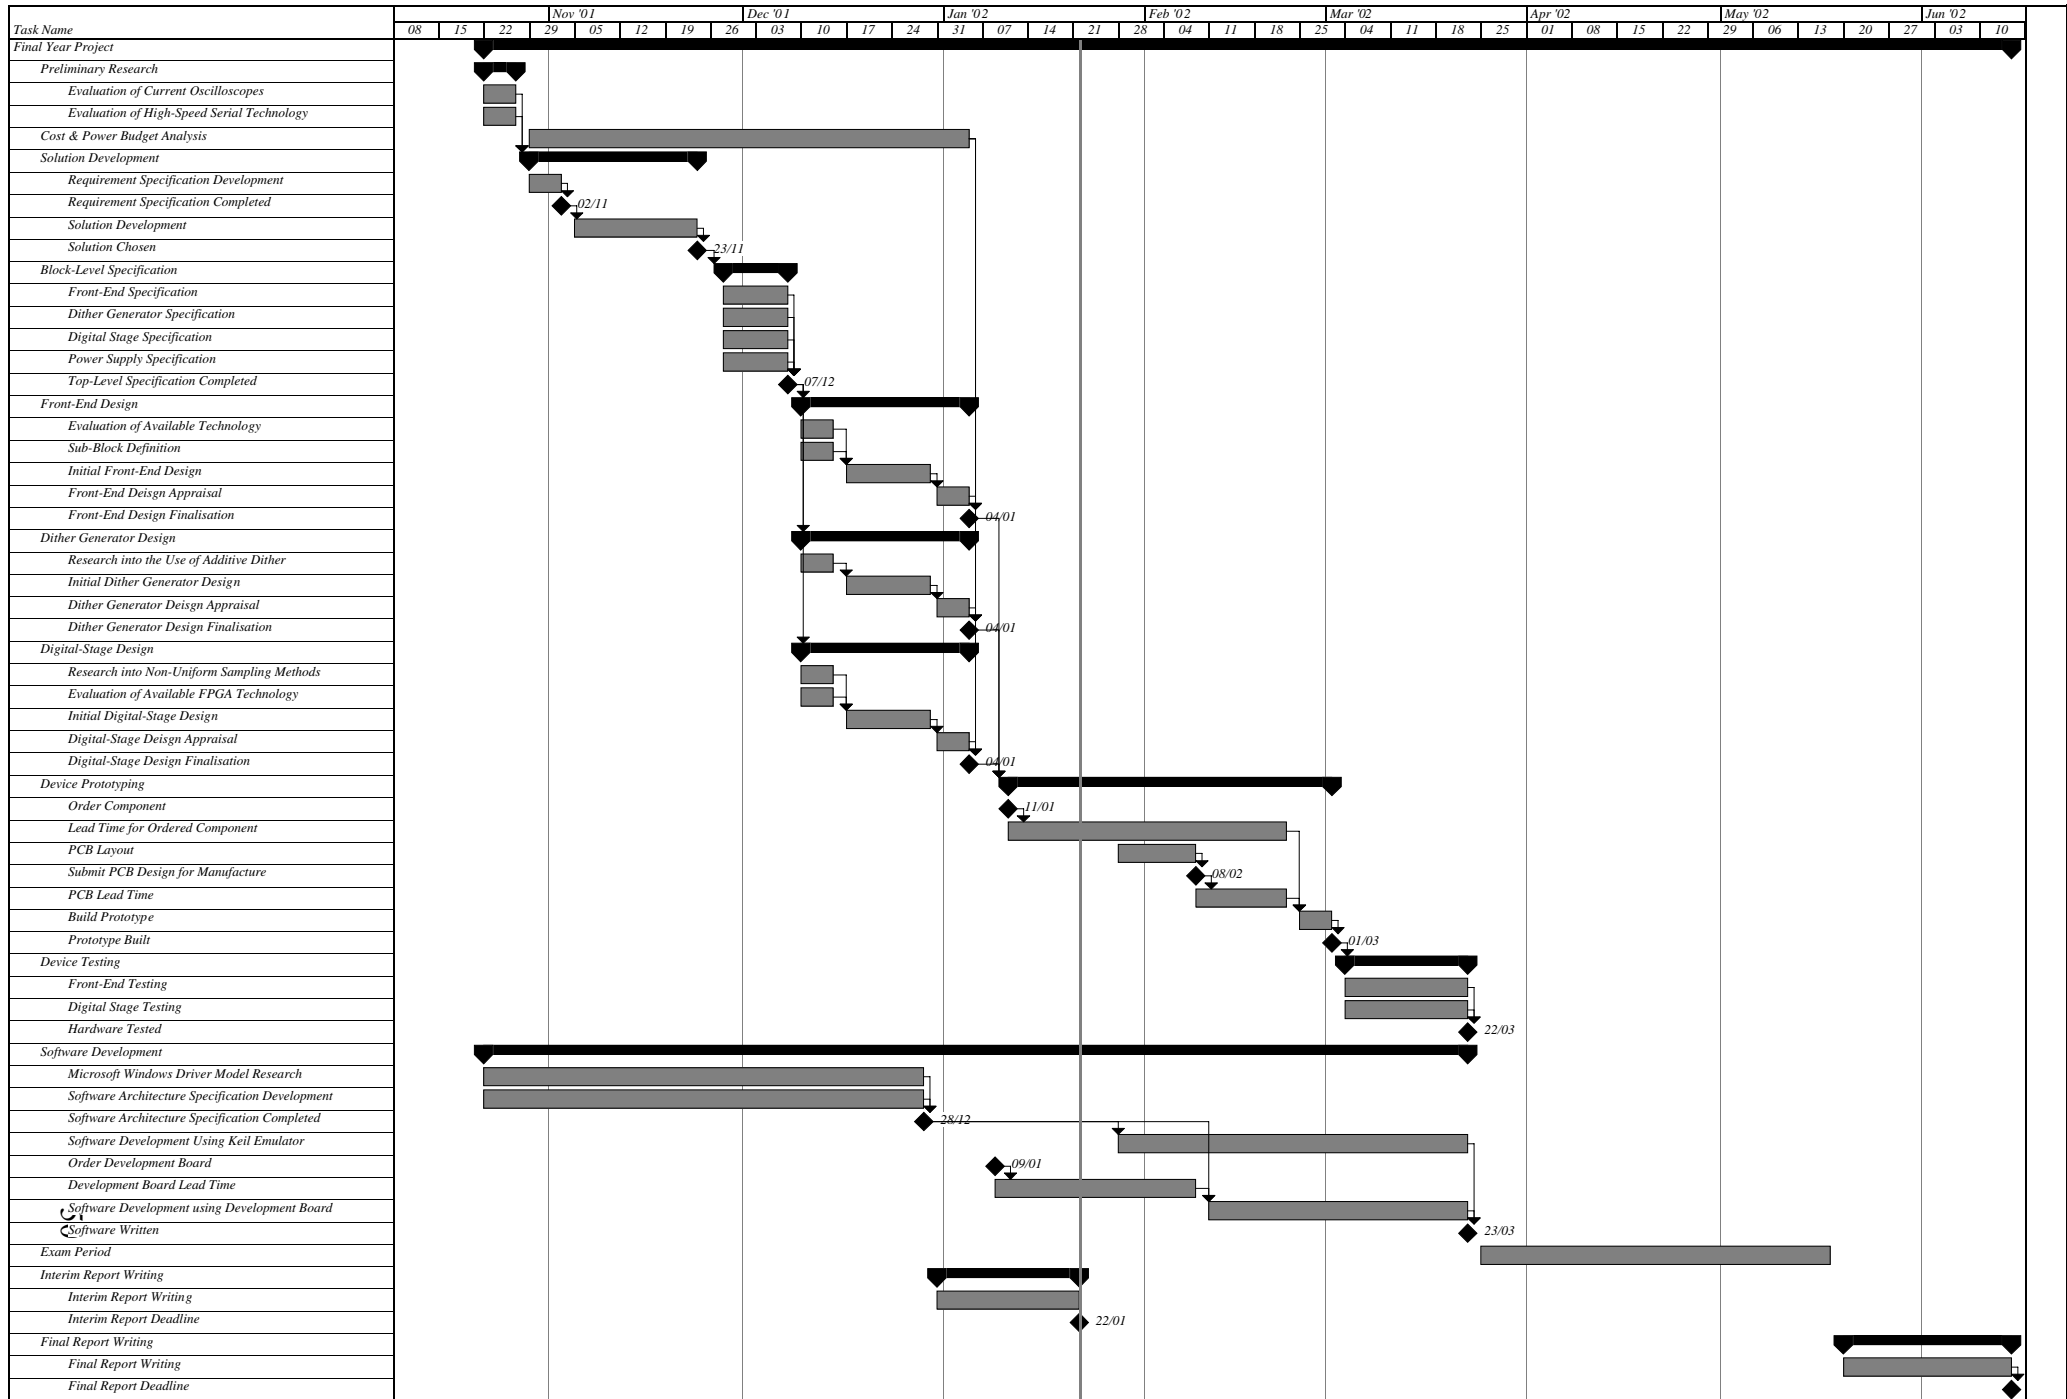 Nov '01 Dec '01 Jan '02 Feb '02 Mar '02 Apr '02 May '02 Jun '02
Task Name 08 15 22 29 05 12 19 26 03 10 17 24 31 07 14 21 28 04 11 18 25 04 11 18 25 01 08 15 22 29 06 13 20 27 03 10
Final Year Project
Preliminary Research
Evaluation of Current Oscilloscopes
Evaluation of High-Speed Serial Technology
Cost & Power Budget Analysis
Solution Development
Requirement Specification Development
Requirement Specification Completed 02/11
Solution Development
Solution Chosen 23/11
Block-Level Specification
Front-End Specification
Dither Generator Specification
Digital Stage Specification
Power Supply Specification
Top-Level Specification Completed 07/12
Front-End Design
Evaluation of Available Technology
Sub-Block Definition
Initial Front-End Design
Front-End Deisgn Appraisal
Front-End Design Finalisation 04/01
Dither Generator Design
Research into the Use of Additive Dither
Initial Dither Generator Design
Dither Generator Deisgn Appraisal
Dither Generator Design Finalisation 04/01
Digital-Stage Design
Research into Non-Uniform Sampling Methods
Evaluation of Available FPGA Technology
Initial Digital-Stage Design
Digital-Stage Deisgn Appraisal
Digital-Stage Design Finalisation 04/01
Device Prototyping
Order Component 11/01
Lead Time for Ordered Component
PCB Layout
Submit PCB Design for Manufacture 08/02
PCB Lead Time
Build Prototype
Prototype Built 01/03
Device Testing
Front-End Testing
Digital Stage Testing
Hardware Tested 22/03
Software Development
Microsoft Windows Driver Model Research
Software Architecture Specification Development
Software Architecture Specification Completed 28/12
Software Development Using Keil Emulator
Order Development Board 09/01
Development Board Lead Time
Software Development using Development Board
Software Written 23/03
Exam Period
Interim Report Writing
Interim Report Writing
Interim Report Deadline 22/01
Final Report Writing
Final Report Writing
Final Report Deadline